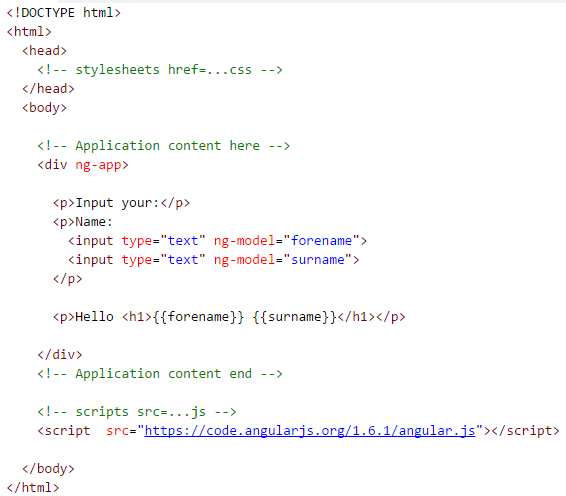 <!DOCTYPE html>
<html>
<head>
<!-- stylesheets href=...css -->
</head>
<body>
<!-- Application content here -->
<div ng-app>
<p>Input your:</p>
<p>Name:
<input type="text" ng-model="forename">
<input type="text" ng-model="surname">
</p>
<p>Hello <h1>{{forename}} {{surname}}</h1></p>
</div>
<!-- Application content end -->
<!-- scripts src=...js -->
<script  src="https://code.angularjs.org/1.6.1/angular.js"></script>
</body>
</html>